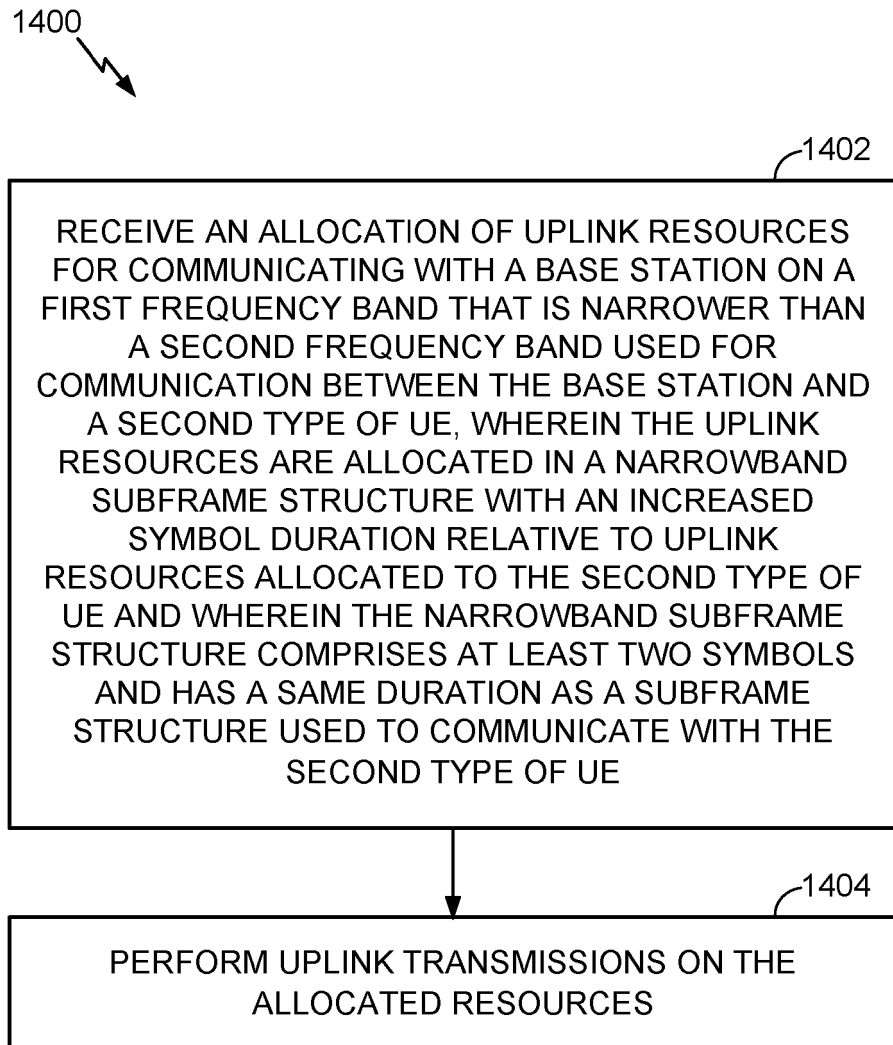 1400
1402
RECEIVE AN ALLOCATION OF UPLINK RESOURCES
FOR COMMUNICATING WITH A BASE STATION ON A
FIRST FREQUENCY BAND THAT IS NARROWER THAN
A SECOND FREQUENCY BAND USED FOR
COMMUNICATION BETWEEN THE BASE STATION AND
A SECOND TYPE OF UE, WHEREIN THE UPLINK
RESOURCES ARE ALLOCATED IN A NARROWBAND
SUBFRAME STRUCTURE WITH AN INCREASED
SYMBOL DURATION RELATIVE TO UPLINK
RESOURCES ALLOCATED TO THE SECOND TYPE OF
UE AND WHEREIN THE NARROWBAND SUBFRAME
STRUCTURE COMPRISES AT LEAST TWO SYMBOLS
AND HAS A SAME DURATION AS A SUBFRAME
STRUCTURE USED TO COMMUNICATE WITH THE
SECOND TYPE OF UE
1404
PERFORM UPLINK TRANSMISSIONS ON THE
ALLOCATED RESOURCES